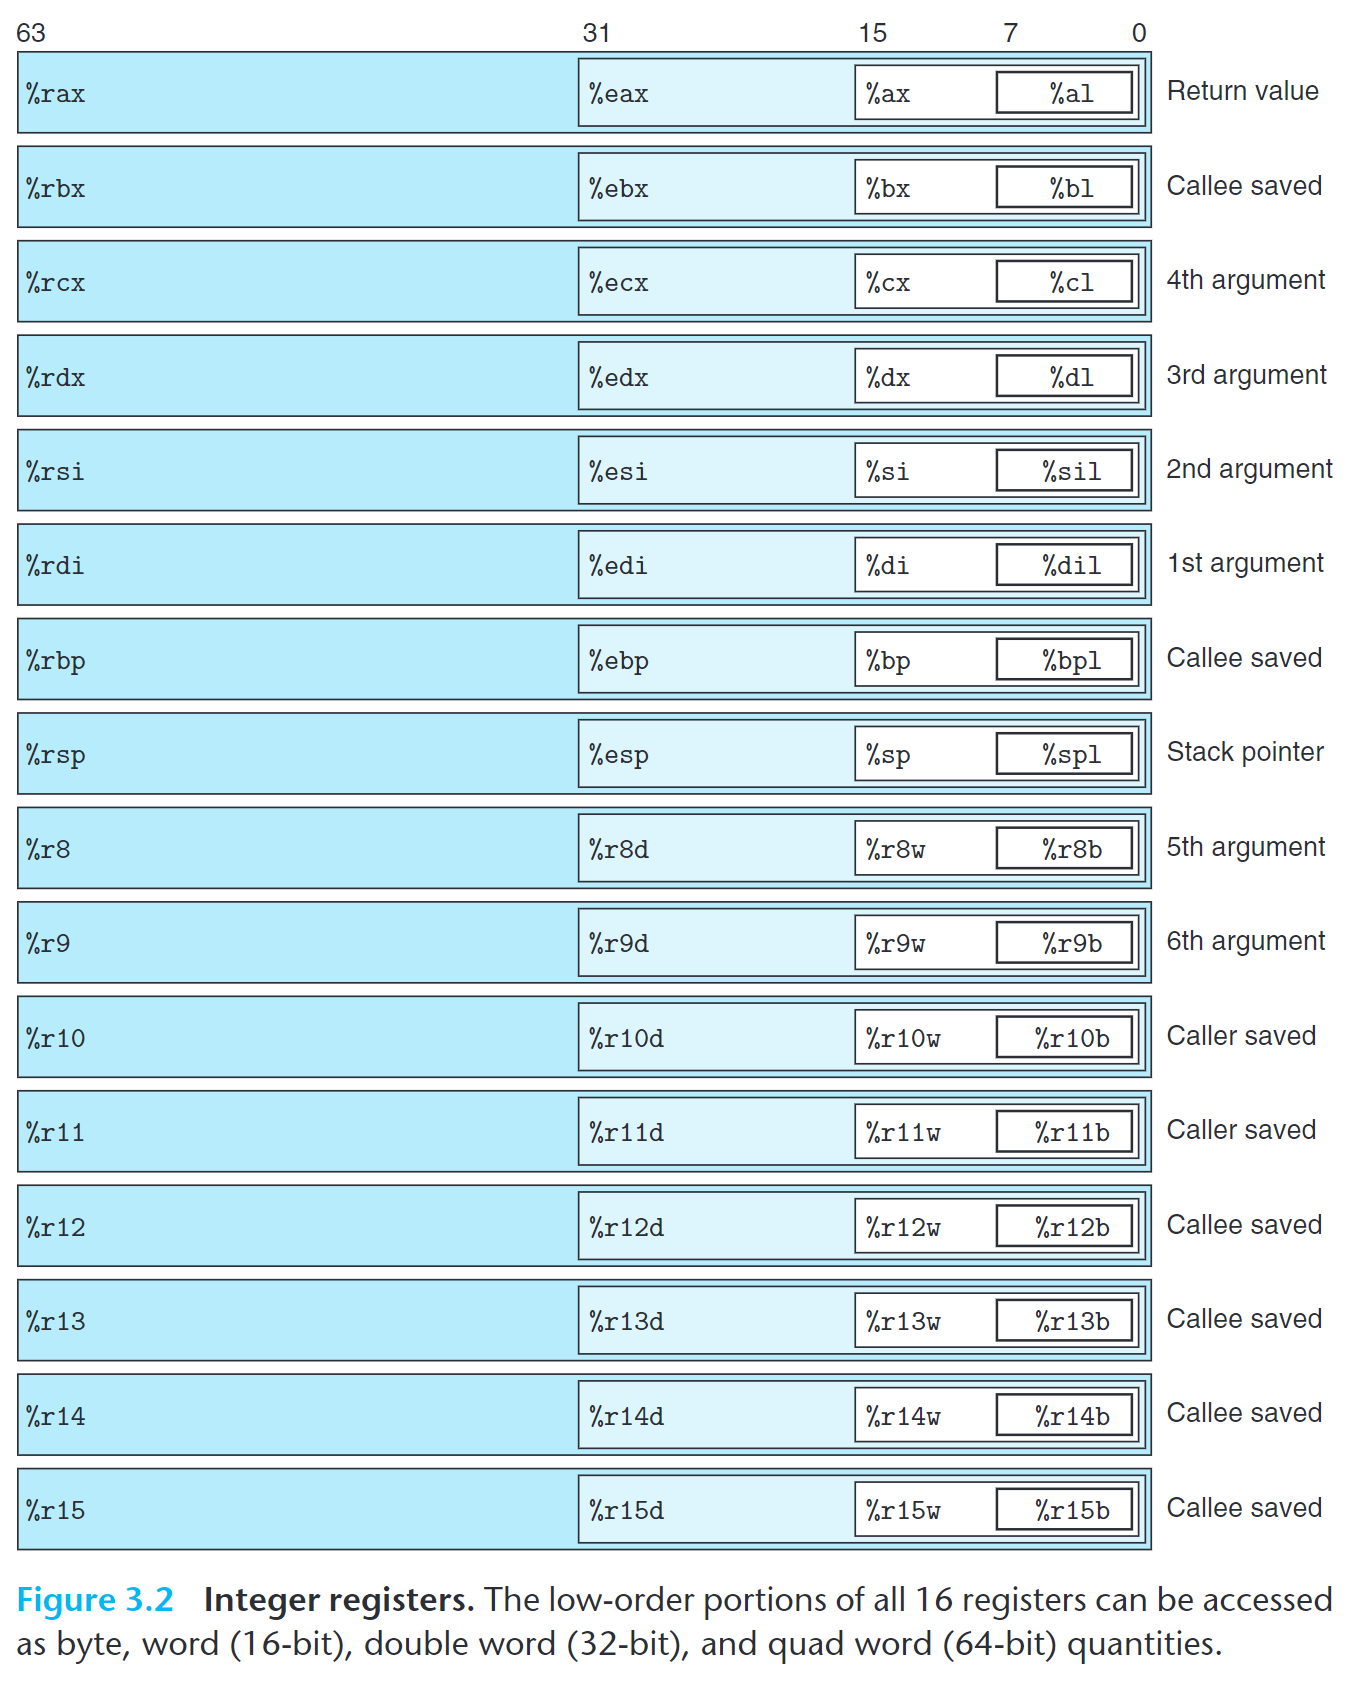 63 31 15 7 0
%rax %eax %ax %al Return value
%rbx %ebx %bx %bl Callee saved
%rcx %ecx %cx %cl 4th argument
%rdx %edx %dx %dl 3rd argument
%rsi %esi %si %sil 2nd argument
%rdi %edi %di %dil 1st argument
%rbp %ebp %bp %bpl Callee saved
%rsp %esp %sp %spl Stack pointer
%r8 %r8d %r8w %r8b 5th argument
%r9 %r9d %r9w %r9b 6th argument
%r10 %r10d %r10w %r10b Caller saved
%r11 %r11d %r11w %r11b Caller saved
%r12 %r12d %r12w %r12b Callee saved
%r13 %r13d %r13w %r13b Callee saved
%r14 %r14d %r14w %r14b Callee saved
%r15 %r15d %r15w %r15b Callee saved
Figure 3.2 Integer registers. The low-order portions of all 16 registers can be accessed
as byte, word (16-bit), double word (32-bit), and quad word (64-bit) quantities.